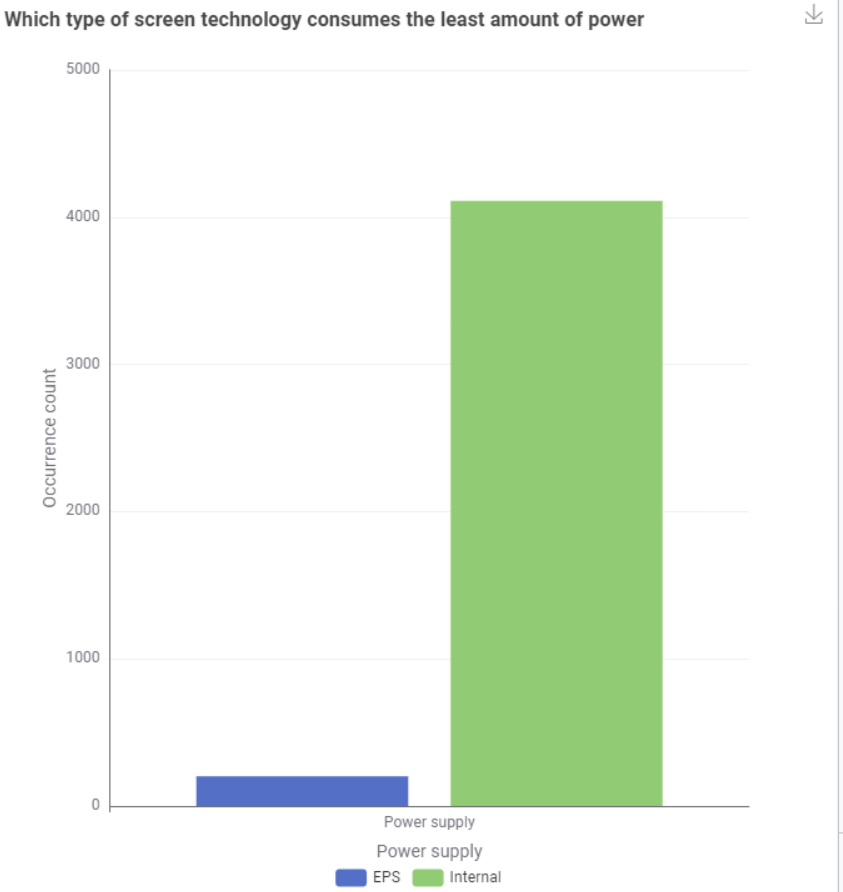 Which type of screen technology consumes the least amount of power
5000
4000
3000
2000
1000
0
Occurrence count
Power supply
Power supply
EPS Internal